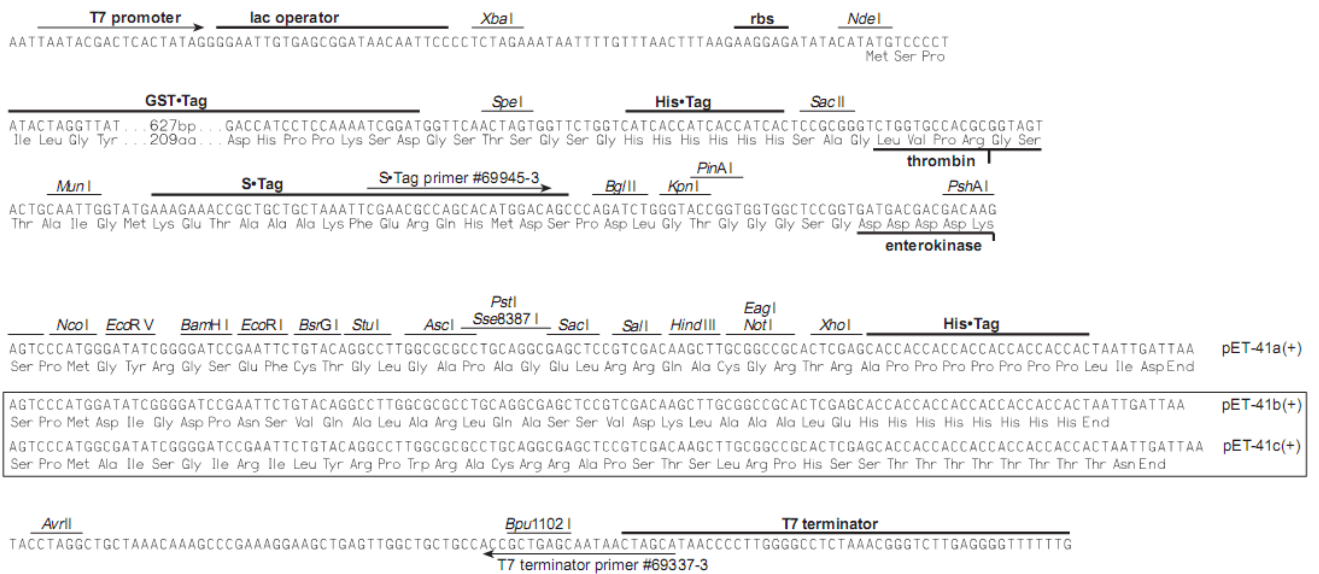 T7 promoter lac operator XbaI rbs NdeI
AATTAATACGACTCACTATAGGGGAATTGTGAGCGGATAACAATTCCCCTCTAGAAATAATTTTGTTTAACTTTAAGAAGGAGATATACATATGTCCCCT
Met Ser Pro
GST•Tag SpeI His•Tag SacII
ATACTAGGTTAT...627bp...GACCATCCTCCAAAATCGGATGGTTCAACTAGTGGTTCTGGTCATCACCATCACCATCACTCCGCGGGTCTGGTGCCACGCGGTAGT
Ile Leu Gly Tyr...209aa...Asp His Pro Pro Lys Ser Asp Gly Ser Thr Ser Gly Ser Gly His His His His His His Ser Ala Gly Leu Val Pro Arg Gly Ser
thrombin
PinAI
MunI S•Tag S•Tag primer #69945-3 BglII KpnI PshAI
ACTGCAATTGGTATGAAAGAAACCGCTGCTGCTAAATTCGAACGCCAGCACATGGACAGCCCAGATCTGGGTACCGGTGGTGGCTCCGGTGATGACGACGACAAG
Thr Ala Ile Gly Met Lys Glu Thr Ala Ala Ala Lys Phe Glu Arg Gln His Met Asp Ser Pro Asp Leu Gly Thr Gly Gly Gly Ser Gly Asp Asp Asp Asp Lys
enterokinase
PstI EagI
NcoI EcoRV BamHI EcoRI BsrGI StuI AscI Sse8387I SacI SalI HindIII NotI XhoI His•Tag
AGTCCCATGGGATATCGGGGATCCGAATTCTGTACAGGCCTTGGCGCGCCTGCAGGCGAGCTCCGTCGACAAGCTTGCGGCCGCACTCGAGCACCACCACCACCACCACCACCACTAATTGATTAA pET-41a(+)
Ser Pro Met Gly Tyr Arg Gly Ser Glu Phe Cys Thr Gly Leu Gly Ala Pro Ala Gly Glu Leu Arg Arg Gln Ala Cys Gly Arg Thr Arg Ala Pro Pro Pro Pro Pro Pro Pro Leu Ile Asp End
AGTCCCATGGATATCGGGGATCCGAATTCTGTACAGGCCTTGGCGCGCCTGCAGGCGAGCTCCGTCGACAAGCTTGCGGCCGCACTCGAGCACCACCACCACCACCACCACCACTAATTGATTAA pET-41b(+)
Ser Pro Met Asp Ile Gly Asp Pro Asn Ser Val Gln Ala Leu Ala Arg Leu Gln Ala Ser Ser Val Asp Lys Leu Ala Ala Ala Leu Glu His His His His His His His His End
AGTCCCATGGCGATATCGGGGATCCGAATTCTGTACAGGCCTTGGCGCGCCTGCAGGCGAGCTCCGTCGACAAGCTTGCGGCCGCACTCGAGCACCACCACCACCACCACCACCACTAATTGATTAA pET-41c(+)
Ser Pro Met Ala Ile Ser Gly Ile Arg Ile Leu Tyr Arg Pro Trp Arg Ala Cys Arg Arg Ala Pro Ser Thr Ser Leu Arg Pro His Ser Ser Thr Thr Thr Thr Thr Thr Thr Thr Asn End
AvrII Bpu1102I T7 terminator
TACCTAGGCTGCTAAACAAAGCCCGAAAGGAAGCTGAGTTGGCTGCTGCCACCGCTGAGCAATAACTAGCATAACCCCTTGGGGCCTCTAAACGGGTCTTGAGGGGTTTTTTG
T7 terminator primer #69337-3